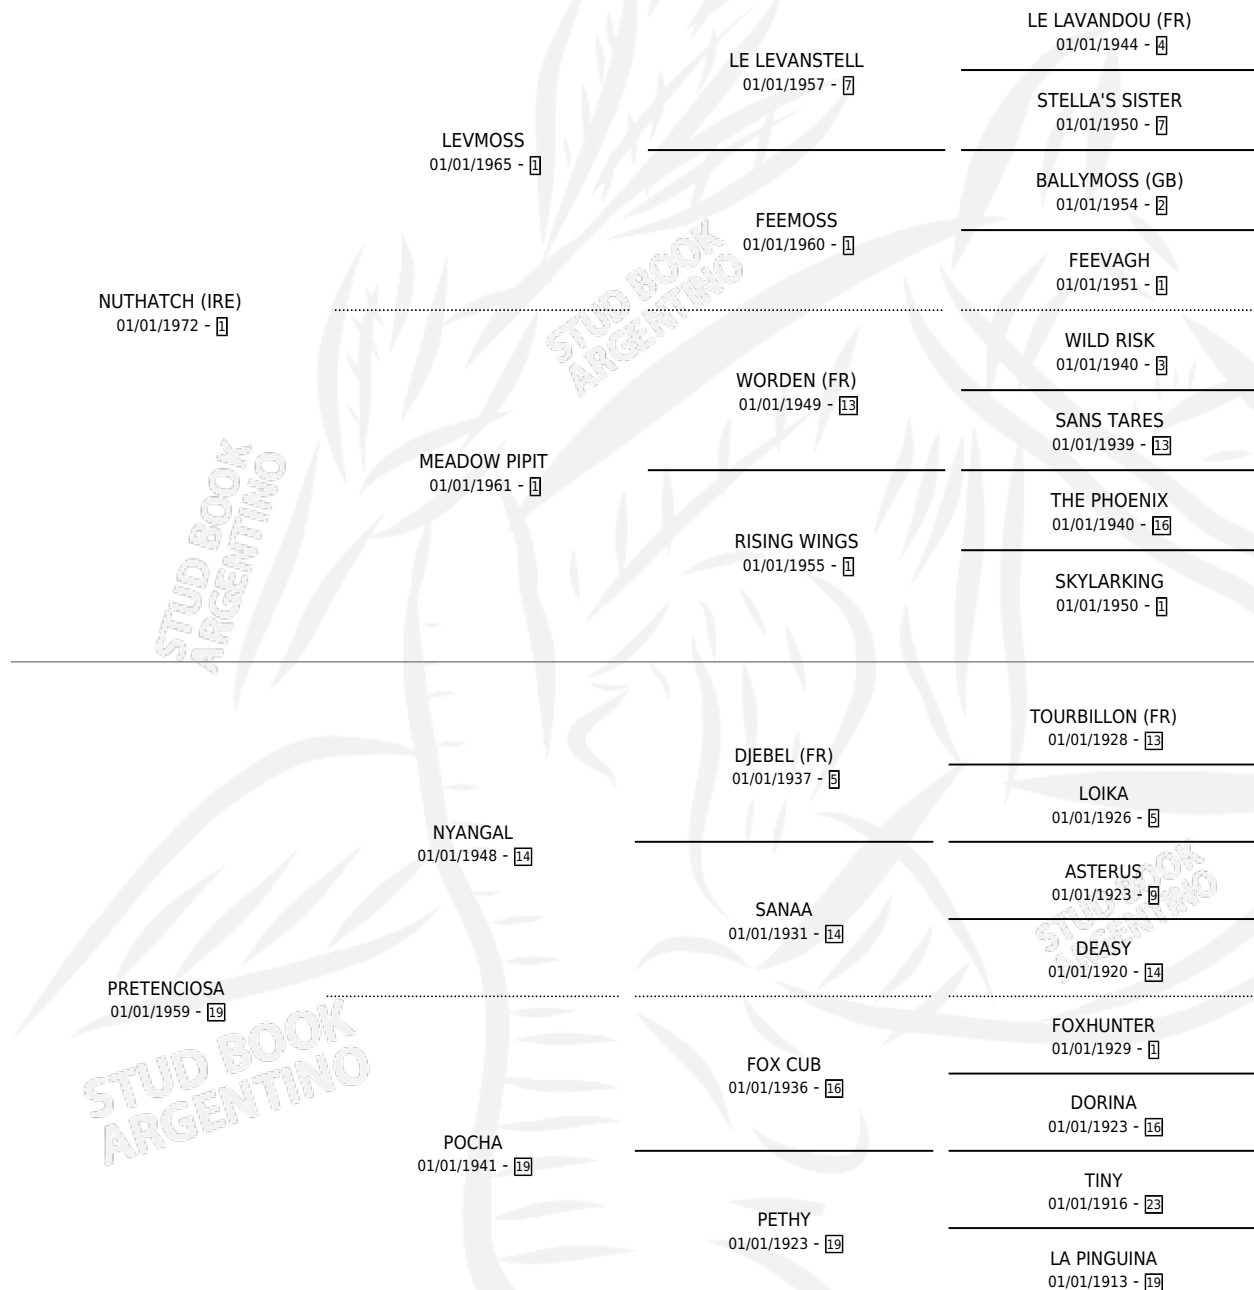 LE LAVANDOU (FR)
01/01/1944 - 4
LE LEVANSTELL
01/01/1957 - 7
STELLA'S SISTER
01/01/1950 - 7
LEVMOSS
01/01/1965 - 1
BALLYMOSS (GB)
01/01/1954 - 2
FEEMOSS
01/01/1960 - 1
FEEVAGH
01/01/1951 - 1
NUTHATCH (IRE)
01/01/1972 - 1
WILD RISK
01/01/1940 - 3
WORDEN (FR)
01/01/1949 - 13
SANS TARES
01/01/1939 - 13
MEADOW PIPIT
01/01/1961 - 1
THE PHOENIX
01/01/1940 - 16
RISING WINGS
01/01/1955 - 1
SKYLARKING
01/01/1950 - 1
TOURBILLON (FR)
01/01/1928 - 13
DJEBEL (FR)
01/01/1937 - 5
LOIKA
01/01/1926 - 5
NYANGAL
01/01/1948 - 14
ASTERUS
01/01/1923 - 9
SANAA
01/01/1931 - 14
DEASY
01/01/1920 - 14
PRETENCIOSA
01/01/1959 - 19
FOXHUNTER
01/01/1929 - 1
FOX CUB
01/01/1936 - 16
DORINA
01/01/1923 - 16
POCHA
01/01/1941 - 19
TINY
01/01/1916 - 23
PETHY
01/01/1923 - 19
LA PINGUINA
01/01/1913 - 19
STUD BOOK
ARGENTINO
STUD BOOK
ARGENTINO
STUD BOOK
ARGENTINO
STUD BOOK
ARGENTINO